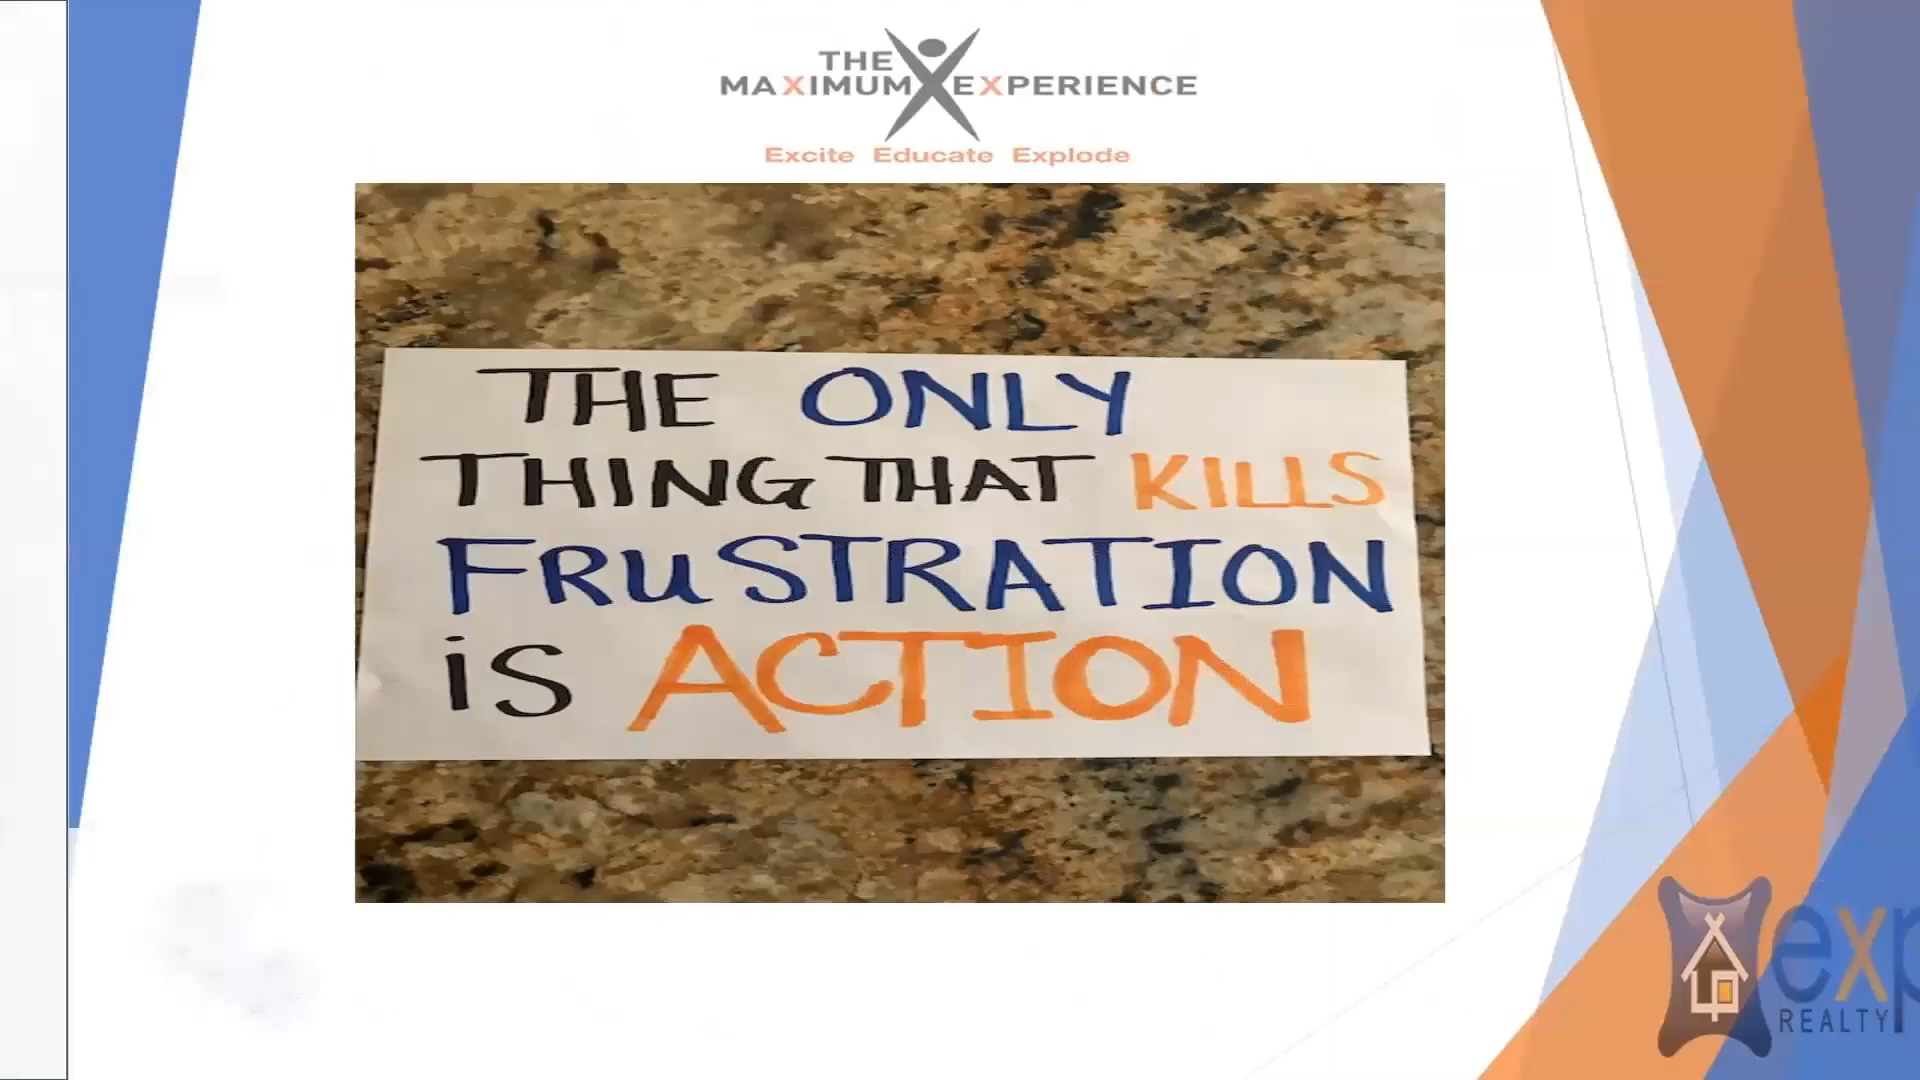 THE
MAXIMUM EXPERIENCE
Excite Educate Explode
THE ONLY
THING THAT KILLS
FRUSTRATION
iS ACTION
exp
REALTY